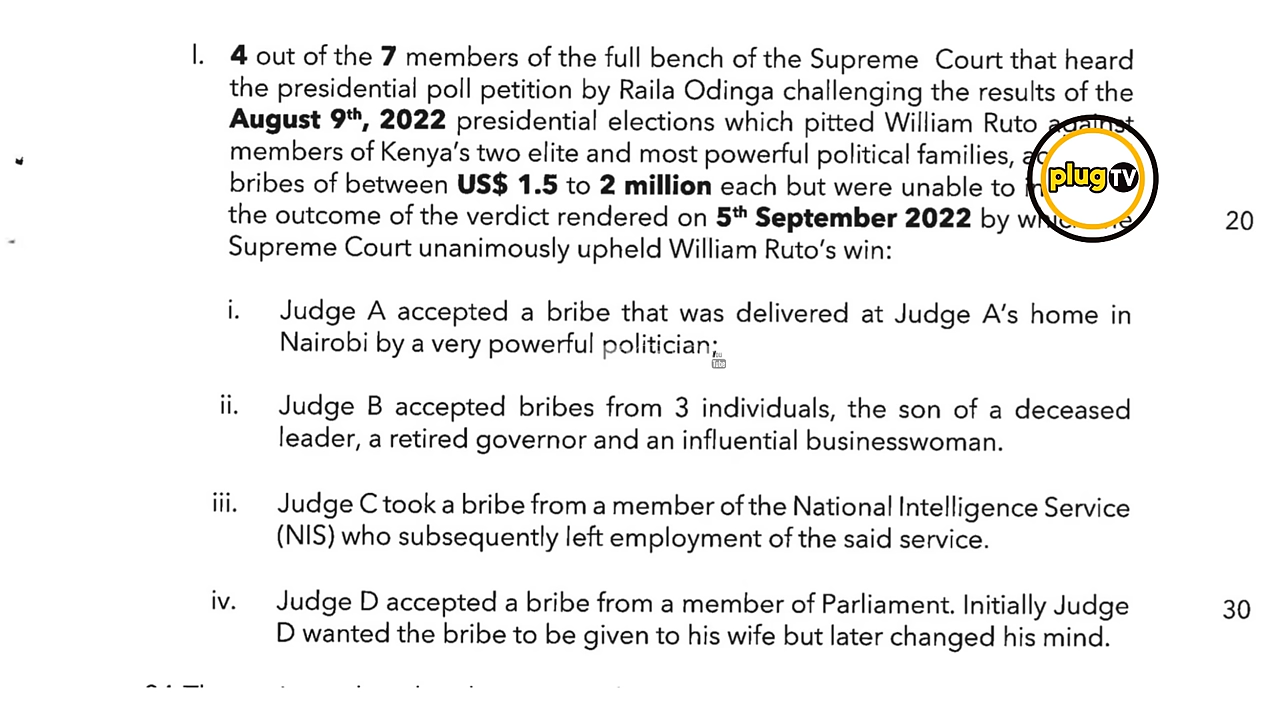 l. 4 out of the 7 members of the full bench of the Supreme Court that heard
the presidential poll petition by Raila Odinga challenging the results of the
August 9th, 2022 presidential elections which pitted William Ruto against
members of Kenya's two elite and most powerful political families,
bribes of between US$ 1.5 to 2 million each but were unable to
the outcome of the verdict rendered on 5th September 2022 by
Supreme Court unanimously upheld William Ruto's win:
plug TV
20
i. Judge A accepted a bribe that was delivered at Judge A's home in
Nairobi by a very powerful politician;
ii. Judge B accepted bribes from 3 individuals, the son of a deceased
leader, a retired governor and an influential businesswoman.
iii. Judge C took a bribe from a member of the National Intelligence Service
(NIS) who subsequently left employment of the said service.
iv. Judge D accepted a bribe from a member of Parliament. Initially Judge
30
D wanted the bribe to be given to his wife but later changed his mind.